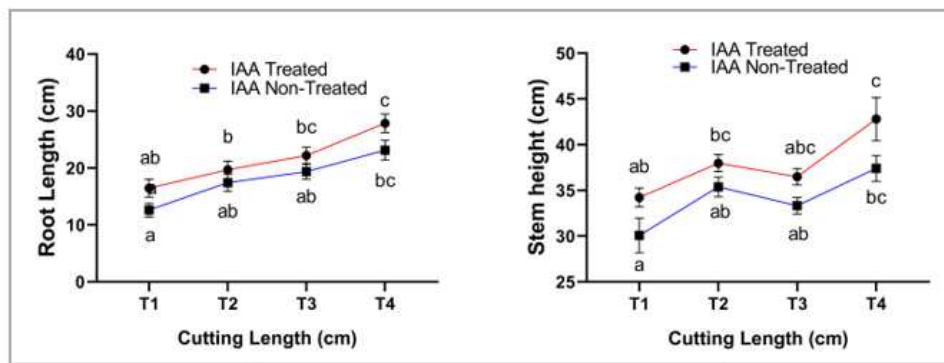 IAA Treated
IAA Non-Treated
Root Length (cm)
40
30
20
10
0
ab
b
bc
c
a
ab
ab
bc
T1 T2 T3 T4
Cutting Length (cm)
IAA Treated
IAA Non-Treated
Stem height (cm)
50
45
40
35
30
25
ab
bc
abc
c
a
ab
ab
bc
T1 T2 T3 T4
Cutting Length (cm)